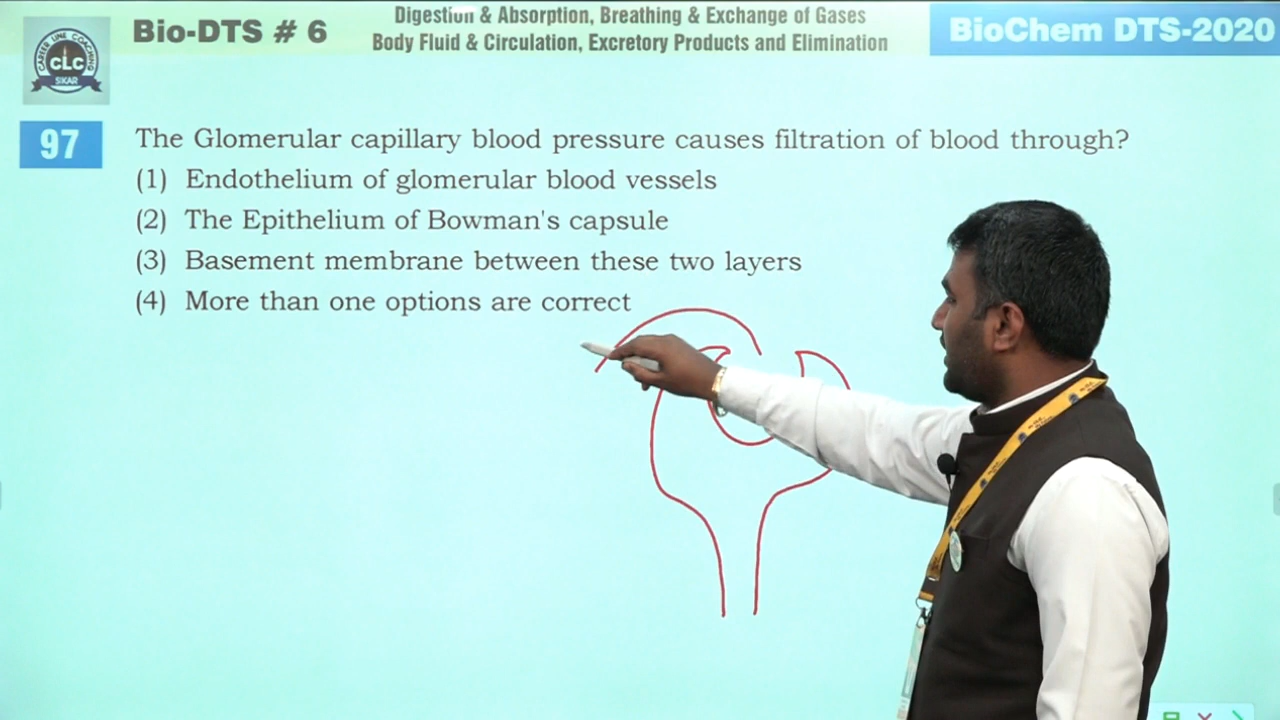 Bio-DTS # 6
Digestion & Absorption, Breathing & Exchange of Gases
Body Fluid & Circulation, Excretory Products and Elimination
BioChem DTS-2020
CAREER LINE COACHING
CLC
SIKAR
97
The Glomerular capillary blood pressure causes filtration of blood through?
(1) Endothelium of glomerular blood vessels
(2) The Epithelium of Bowman's capsule
(3) Basement membrane between these two layers
(4) More than one options are correct